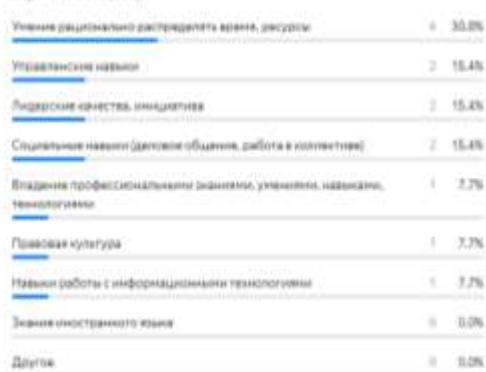 Умение рационально распределять время, ресурсы 4 30.8%
Управленческие навыки 2 15.4%
Лидерские качества, инициатива 2 15.4%
Социальные навыки (деловое общение, работа в коллективе) 2 15.4%
Владение профессиональными знаниями, умениями, навыками, 1 7.7%
технологиями
Правовая культура 1 7.7%
Навыки работы с информационными технологиями 1 7.7%
Знание иностранного языка 0 0.0%
Другое 0 0.0%